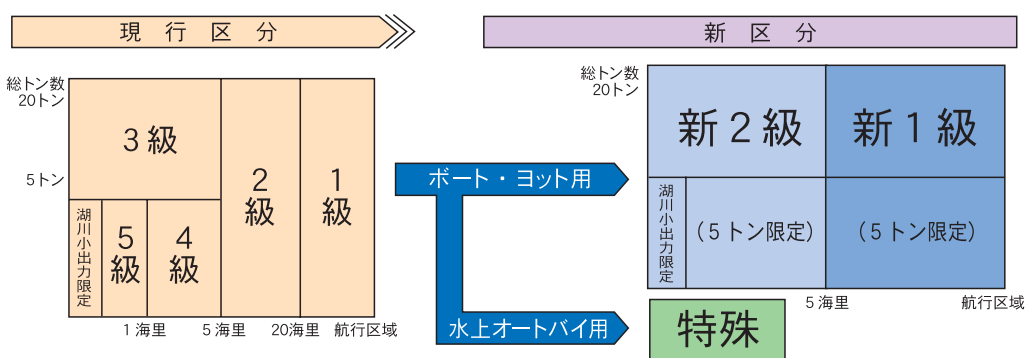 現行区分
新区分
総トン数
20トン
3級
2級
1級
5トン
湖川小出力限定
5級
4級
1海里
5海里
20海里
航行区域
ボート・ヨット用
水上オートバイ用
総トン数
20トン
新2級
新1級
湖川小出力限定
(5トン限定)
(5トン限定)
5海里
航行区域
特殊